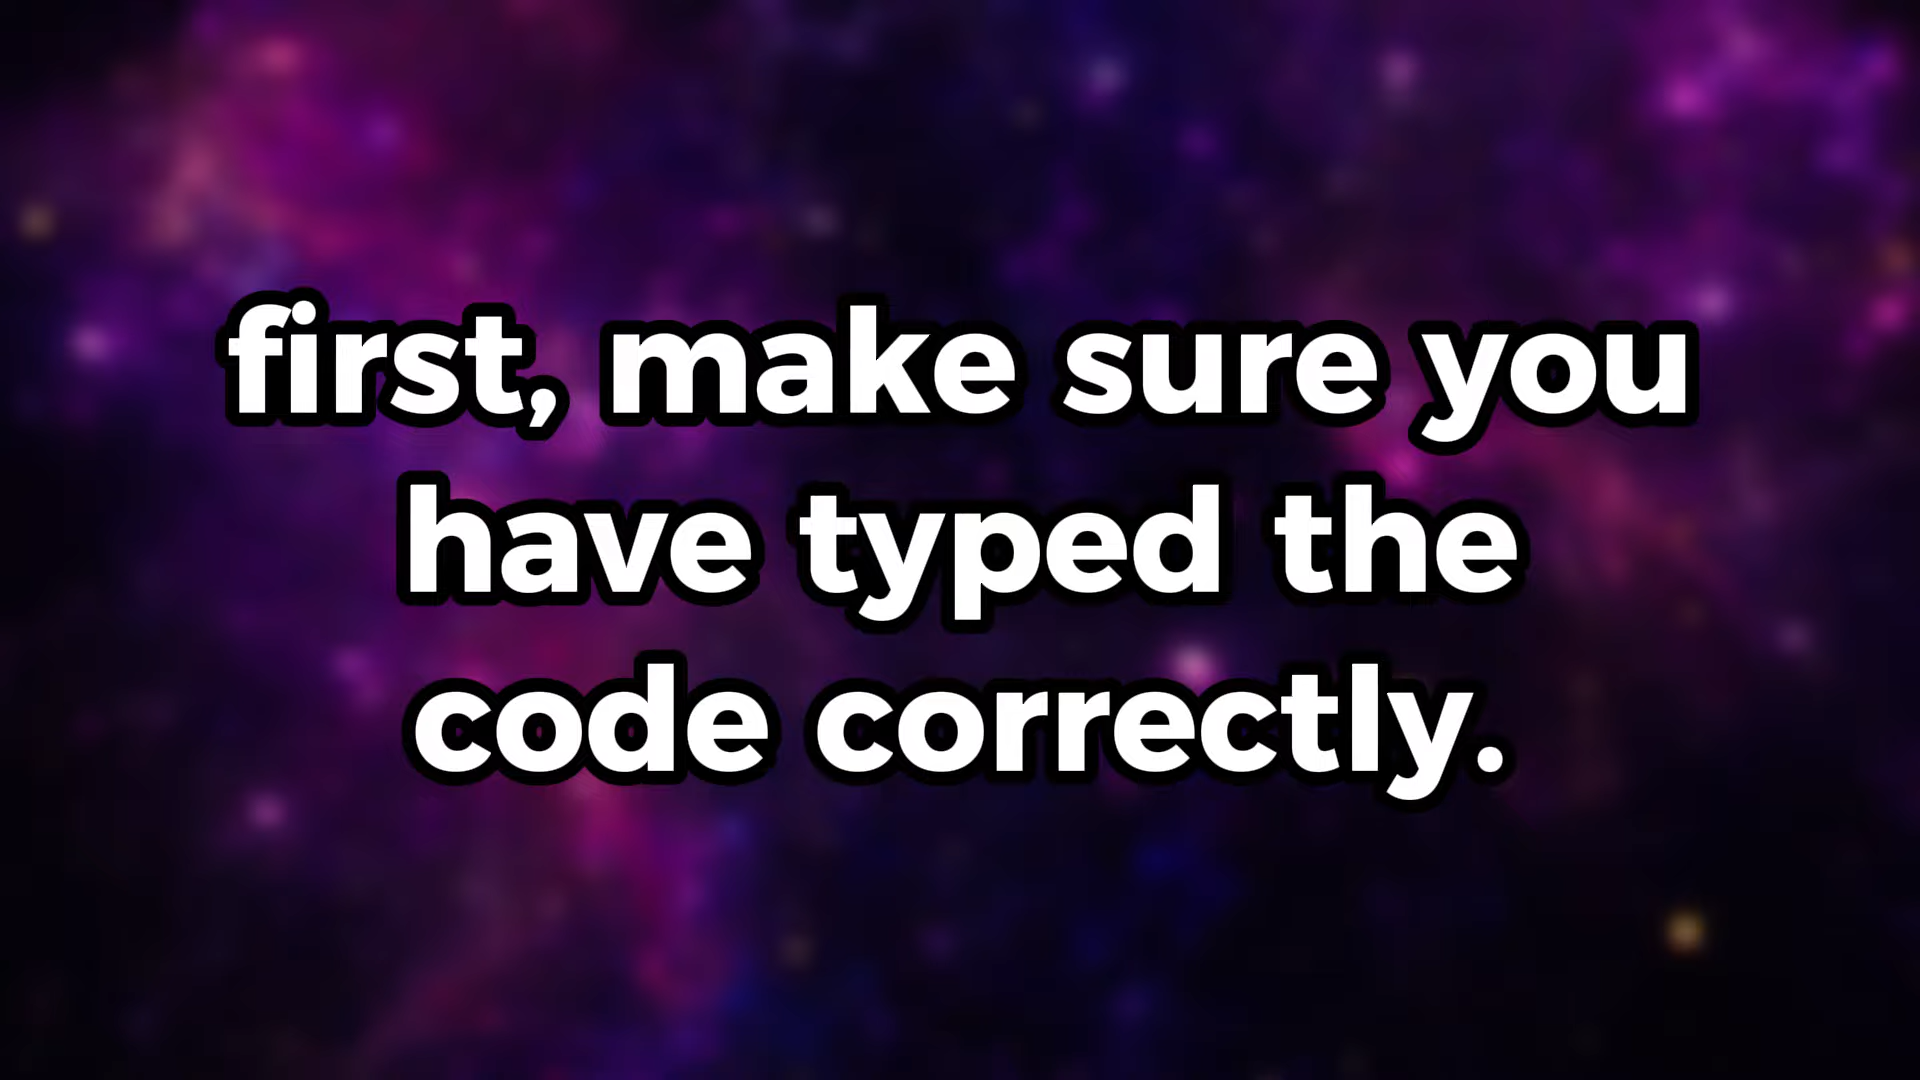 first, make sure you
have typed the
code correctly.